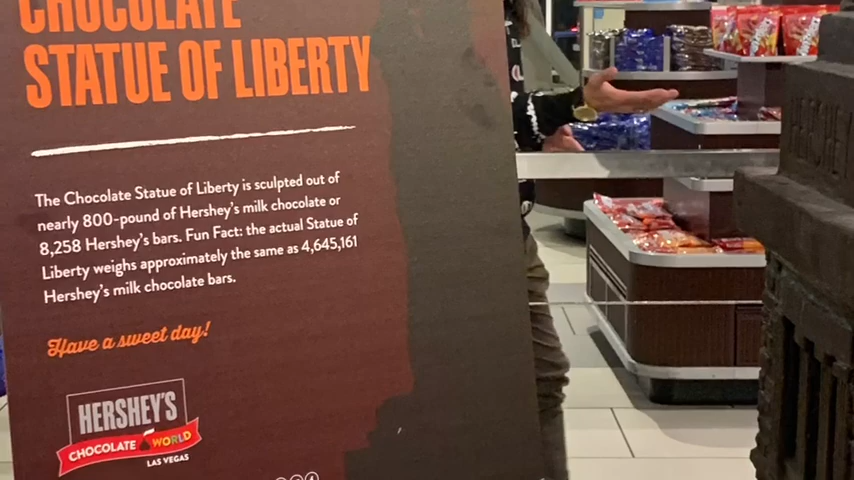 CHOCOLATE
STATUE OF LIBERTY
The Chocolate Statue of Liberty is sculpted out of
nearly 800-pound of Hershey's milk chocolate or
8,258 Hershey's bars. Fun Fact: the actual Statue of
Liberty weighs approximately the same as 4,645,161
Hershey's milk chocolate bars.
Have a sweet day!
HERSHEY'S
CHOCOLATE WORLD
LAS VEGAS